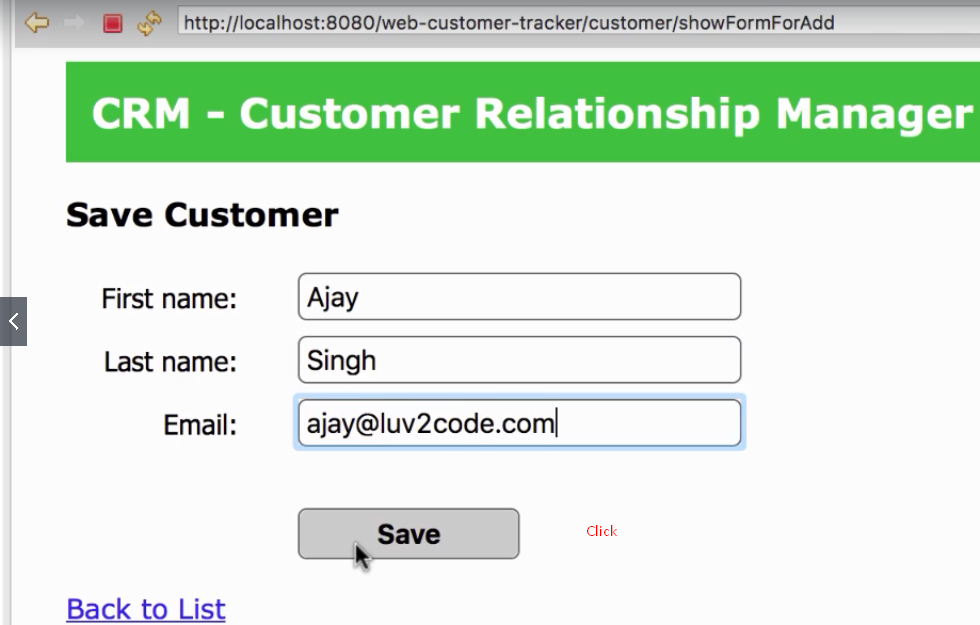 http://localhost:8080/web-customer-tracker/customer/showFormForAdd
CRM - Customer Relationship Manager
Save Customer
First name: Ajay
Last name: Singh
Email: ajay@luv2code.com
Save Click
Back to List